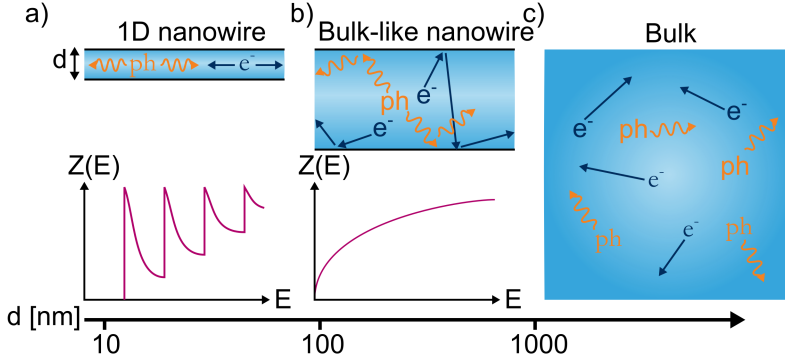 a) 1D nanowire
b) Bulk-like nanowire
c) Bulk
d
ph e-
ph
e-
e-
e-
e-
ph
ph
e-
ph
ph
e-
Z(E)
E
Z(E)
E
d [nm]
10 100 1000